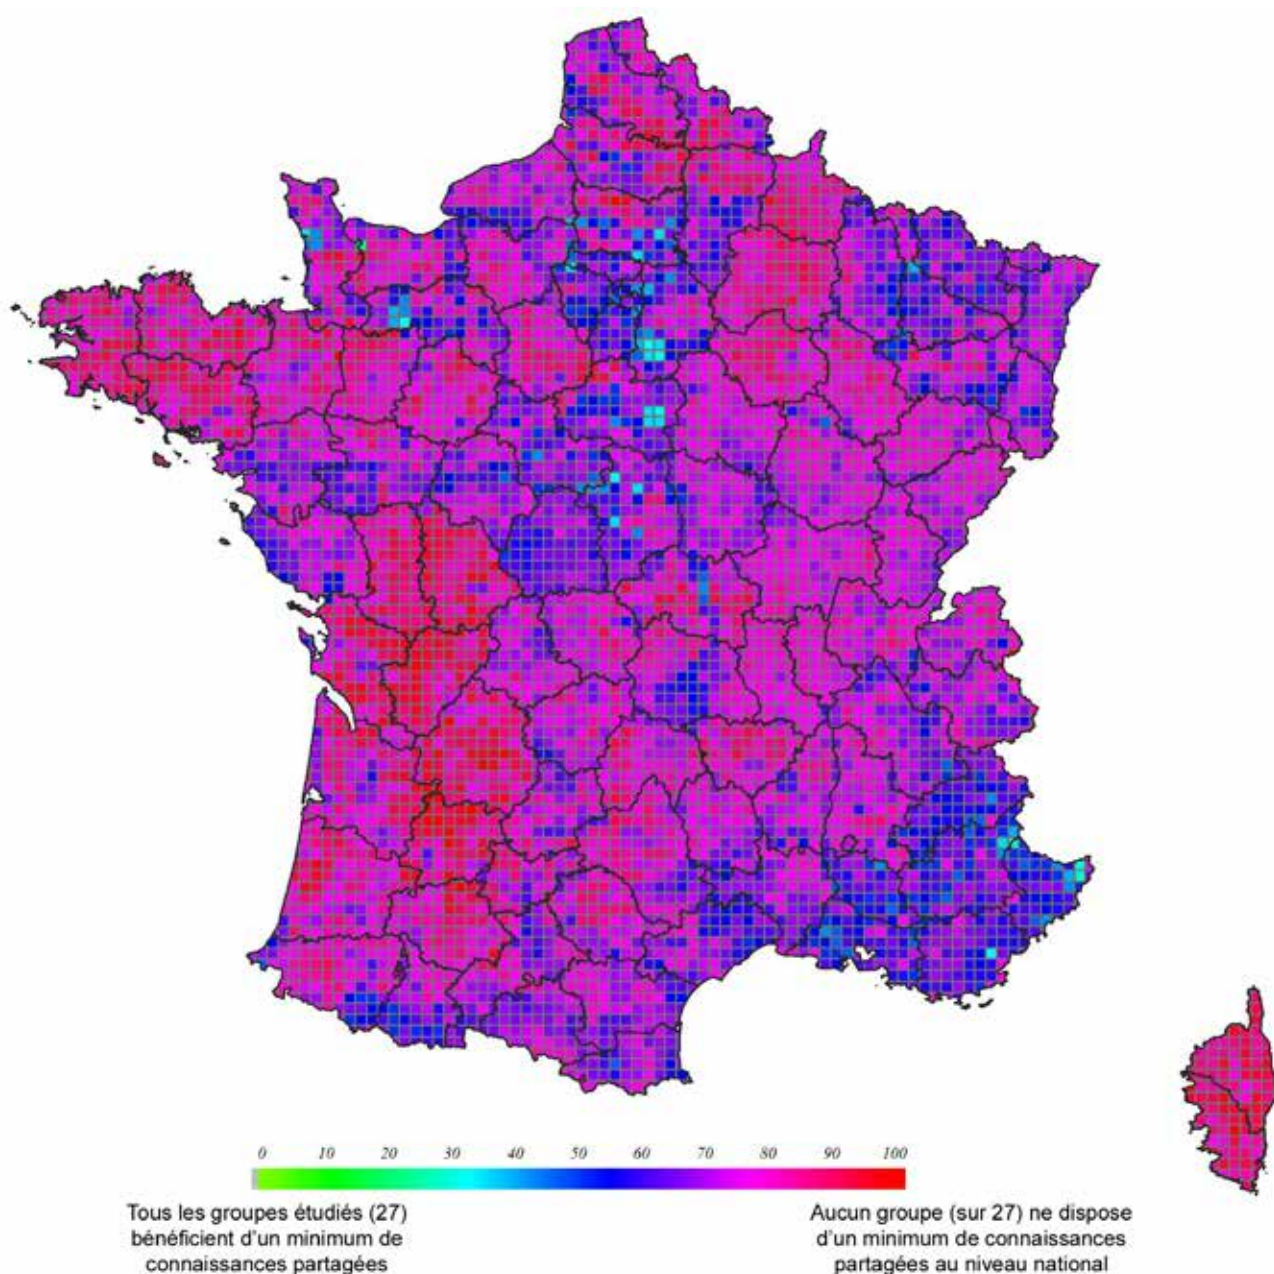 0 10 20 30 40 50 60 70 80 90 100
Tous les groupes étudiés (27)
bénéficient d'un minimum de
connaissances partagées
Aucun groupe (sur 27) ne dispose
d'un minimum de connaissances
partagées au niveau national